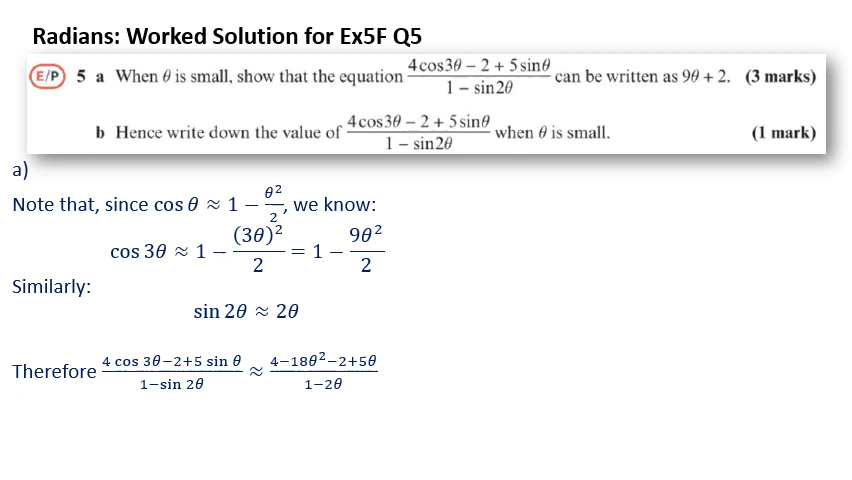 Radians: Worked Solution for Ex5F Q5
E/P 5 a When θ is small, show that the equation (4cos3θ − 2 + 5sinθ)/(1 − sin2θ) can be written as 9θ + 2. (3 marks)
b Hence write down the value of (4cos3θ − 2 + 5sinθ)/(1 − sin2θ) when θ is small. (1 mark)
a)
Note that, since cos θ ≈ 1 − θ²/2, we know:
cos 3θ ≈ 1 − (3θ)²/2 = 1 − 9θ²/2
Similarly:
sin 2θ ≈ 2θ
Therefore (4 cos 3θ−2+5 sin θ)/(1−sin 2θ) ≈ (4−18θ²−2+5θ)/(1−2θ)